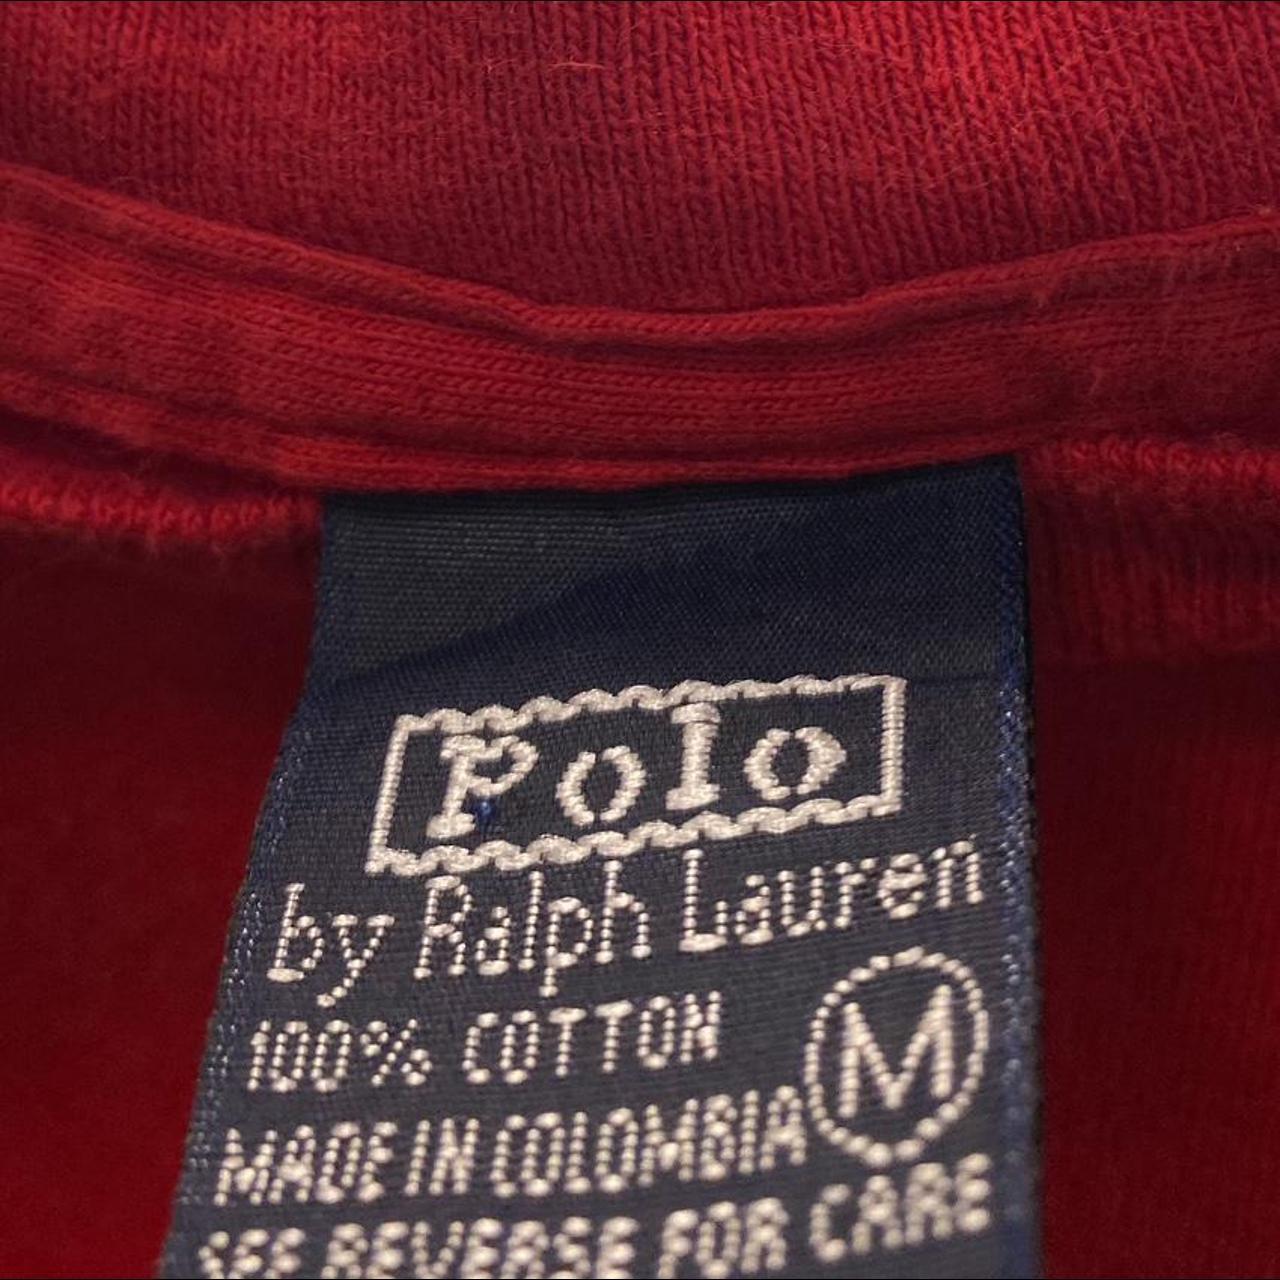 Polo
by Ralph Lauren
100% COTTON
M
MADE IN COLOMBIA
SEE REVERSE FOR CARE